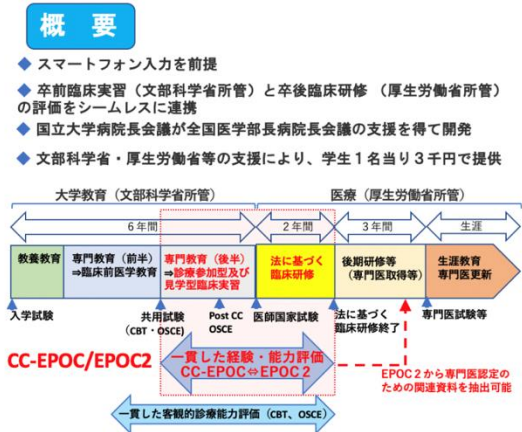 概　要
◆ スマートフォン入力を前提
◆ 卒前臨床実習（文部科学省所管）と卒後臨床研修 （厚生労働省所管）
の評価をシームレスに連携
◆ 国立大学病院長会議が全国医学部長病院長会議の支援を得て開発
◆ 文部科学省・厚生労働省等の支援により、学生１名当り３千円で提供
大学教育（文部科学省所管）
医療（厚生労働省所管）
6年間
2年間
3年間
生涯
教養教育
専門教育（前半）
⇒臨床前医学教育
専門教育（後半）
⇒診療参加型及び
見学型臨床実習
法に基づく
臨床研修
後期研修等
（専門医取得等）
生涯教育
専門医更新
入学試験
共用試験
（CBT・OSCE）
Post CC
OSCE
医師国家試験
法に基づく
臨床研修終了
専門医試験等
CC-EPOC/EPOC2
一貫した経験・能力評価
CC-EPOC⇔EPOC２
EPOC２から専門医認定の
ための関連資料を抽出可能
一貫した客観的診療能力評価（CBT、OSCE）